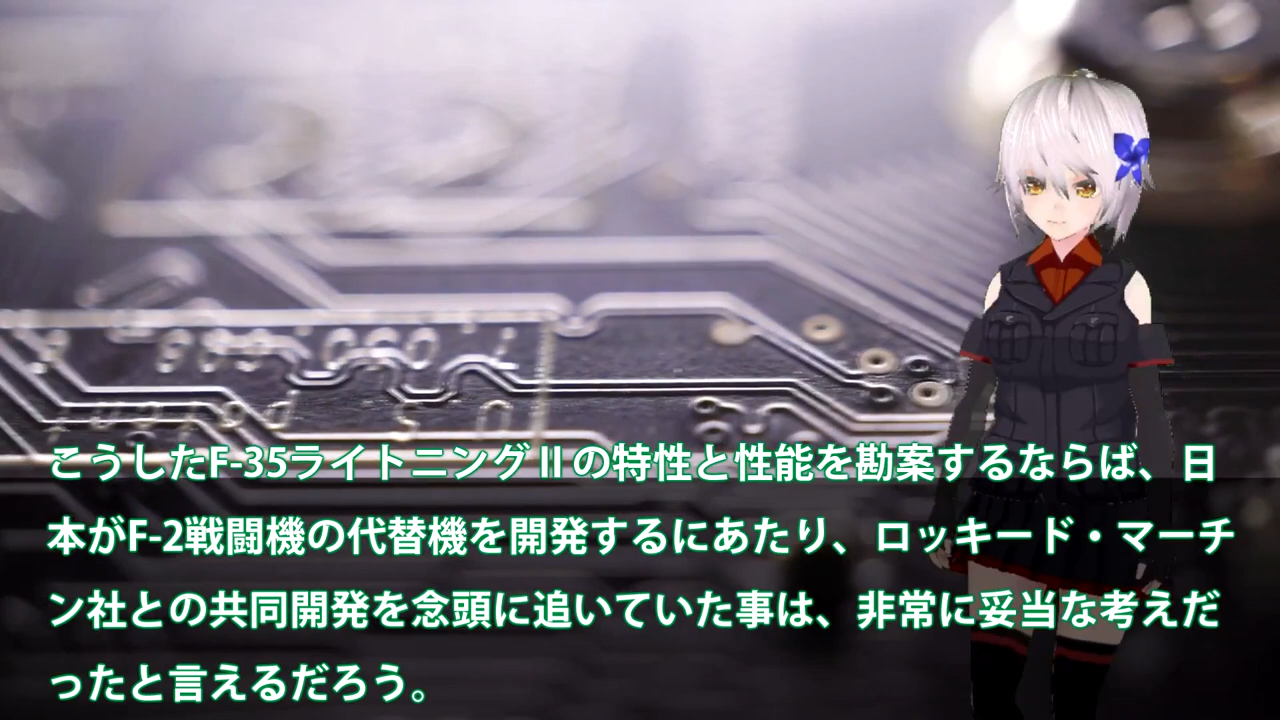 こうしたF-35ライトニングⅡの特性と性能を勘案するならば、日
本がF-2戦闘機の代替機を開発するにあたり、ロッキード・マーチ
ン社との共同開発を念頭に追いていた事は、非常に妥当な考えだ
ったと言えるだろう。